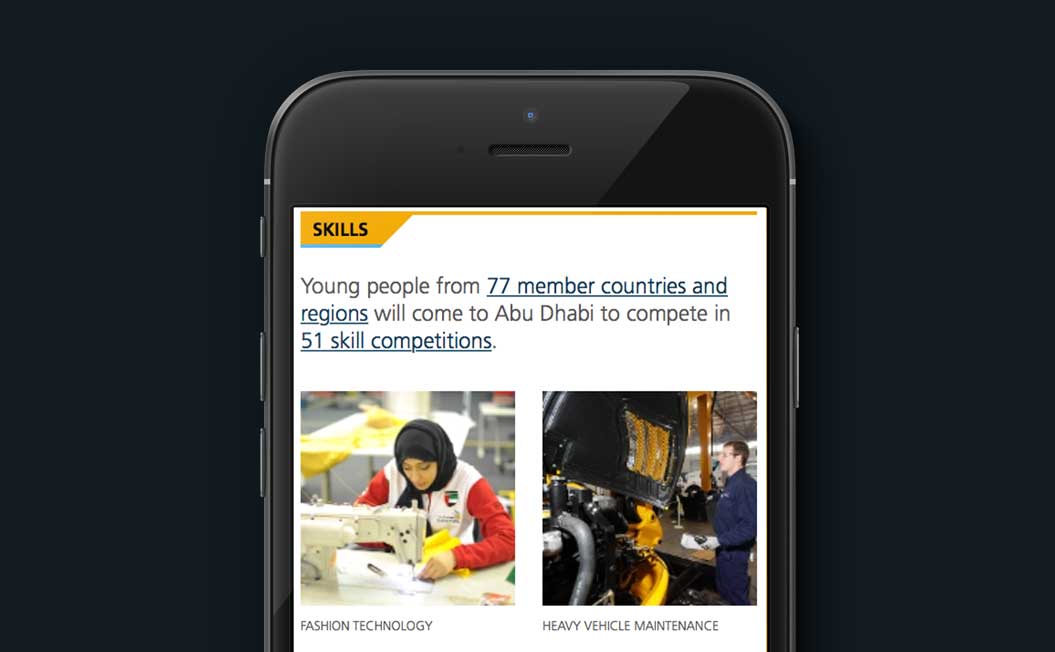 SKILLS
Young people from 77 member countries and
regions will come to Abu Dhabi to compete in
51 skill competitions.
FASHION TECHNOLOGY
HEAVY VEHICLE MAINTENANCE